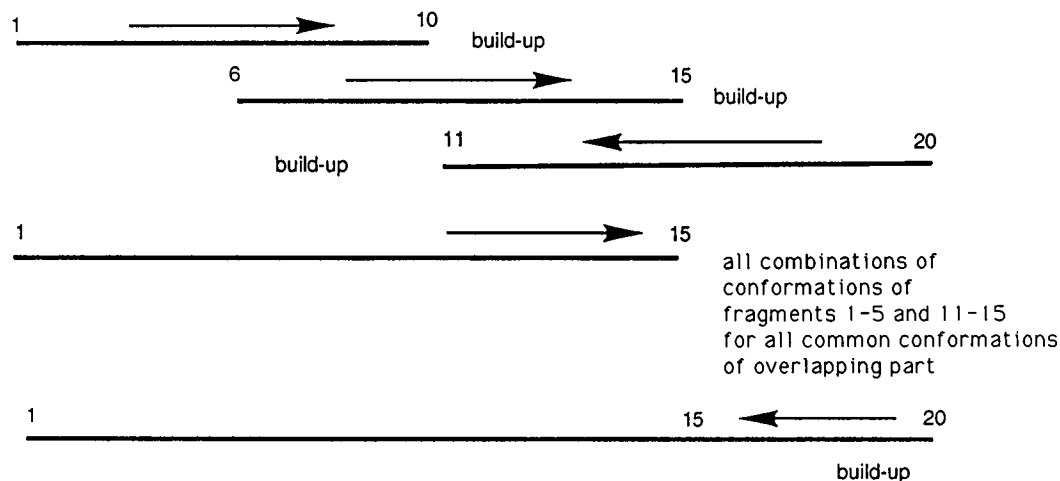 1 10
build-up
6 15
build-up
11 20
build-up
1 15
all combinations of
conformations of
fragments 1-5 and 11-15
for all common conformations
of overlapping part
1 15 20
build-up